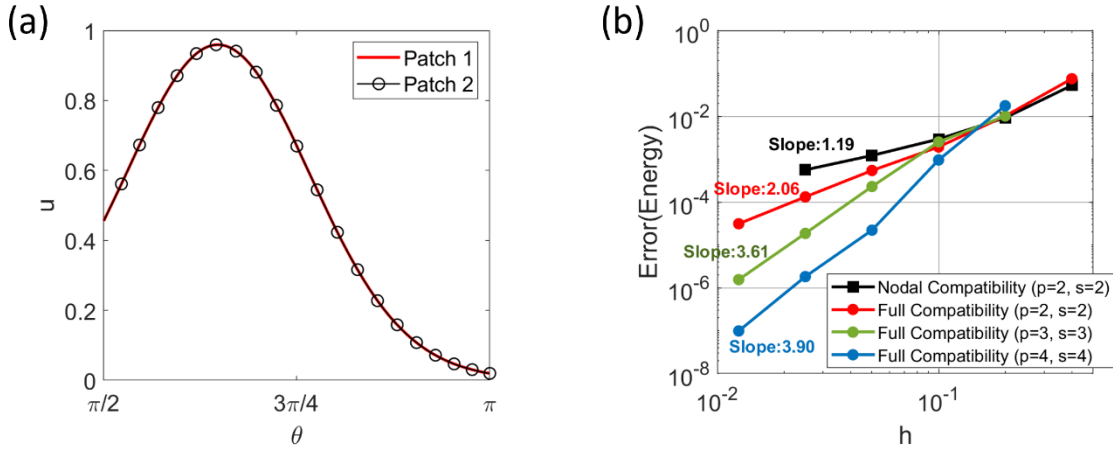 (a)
1
0.8
0.6
0.4
0.2
0
u
π/2
3π/4
π
θ
Patch 1
Patch 2
(b)
10⁰
10⁻²
10⁻⁴
10⁻⁶
10⁻⁸
Error(Energy)
10⁻²
10⁻¹
h
Slope:1.19
Slope:2.06
Slope:3.61
Slope:3.90
Nodal Compatibility (p=2, s=2)
Full Compatibility (p=2, s=2)
Full Compatibility (p=3, s=3)
Full Compatibility (p=4, s=4)